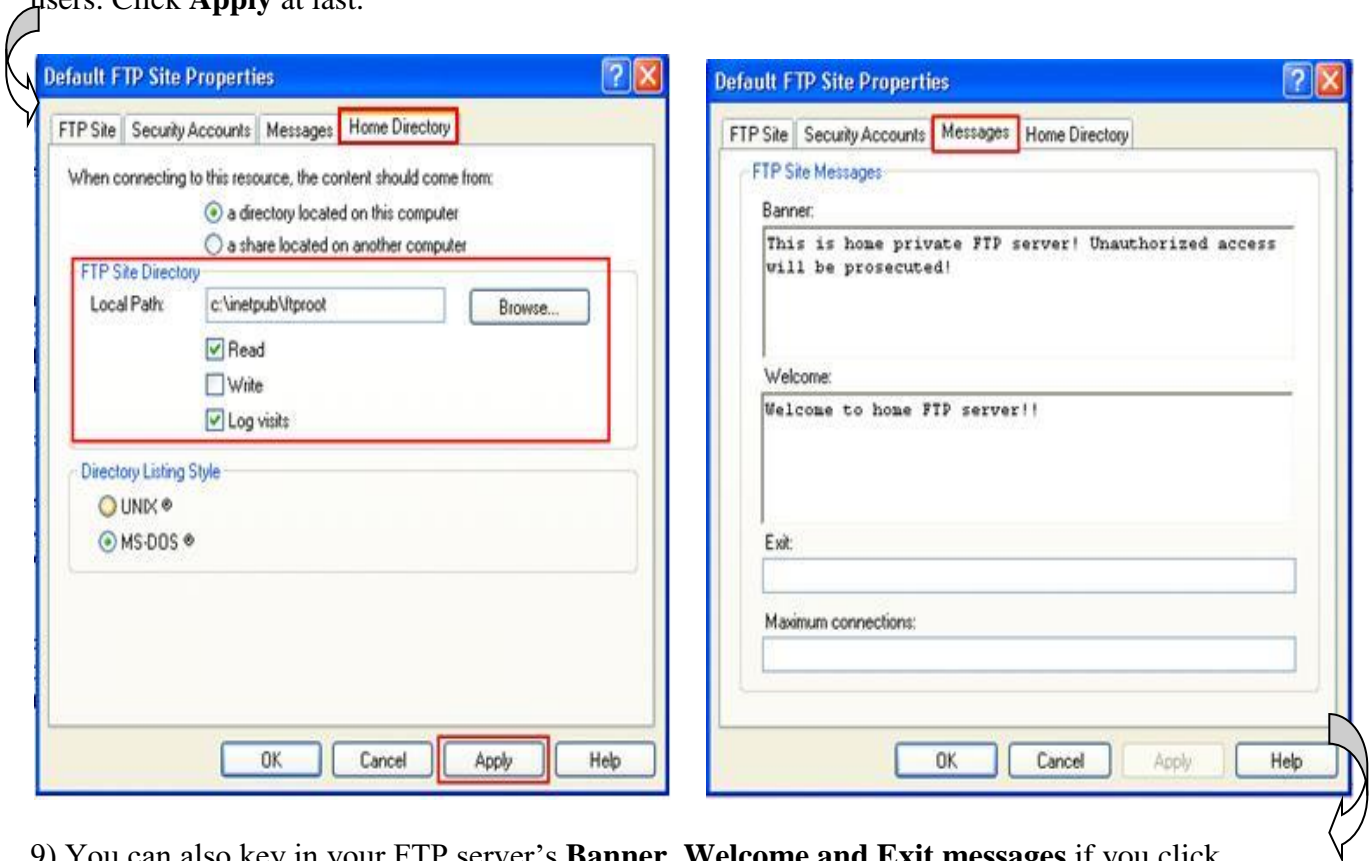 users. Click Apply at last.
Default FTP Site Properties
FTP Site Security Accounts Messages Home Directory
When connecting to this resource, the content should come from:
a directory located on this computer
a share located on another computer
FTP Site Directory
Local Path: c:\inetpub\ftproot Browse...
Read
Write
Log visits
Directory Listing Style
UNIX ®
MS-DOS ®
OK Cancel Apply Help
Default FTP Site Properties
FTP Site Security Accounts Messages Home Directory
FTP Site Messages
Banner:
This is home private FTP server! Unauthorized access
will be prosecuted!
Welcome:
Welcome to home FTP server!!
Exit:
Maximum connections:
OK Cancel Apply Help
9) You can also key in your FTP server’s Banner, Welcome and Exit messages if you click